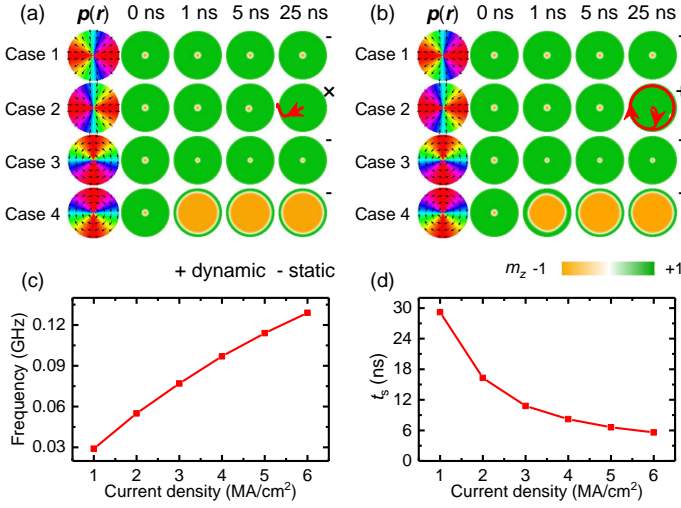 (a) p(r) 0 ns 1 ns 5 ns 25 ns
Case 1 -
Case 2 ×
Case 3 -
Case 4 -
(b) p(r) 0 ns 1 ns 5 ns 25 ns
Case 1 -
Case 2 +
Case 3 -
Case 4 -
+ dynamic - static
m_z -1 +1
(c)
Frequency (GHz)
0.12
0.09
0.06
0.03
1 2 3 4 5 6
Current density (MA/cm²)
(d)
t_s (ns)
30
24
18
12
6
0
1 2 3 4 5 6
Current density (MA/cm²)